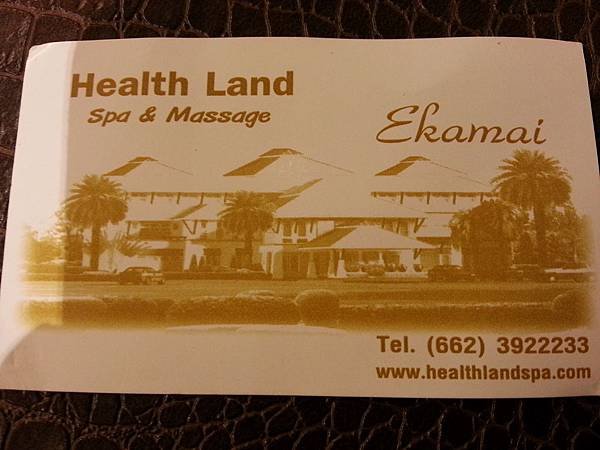 Health Land
Spa & Massage
Ekamai
Tel. (662) 3922233
www.healthlandspa.com